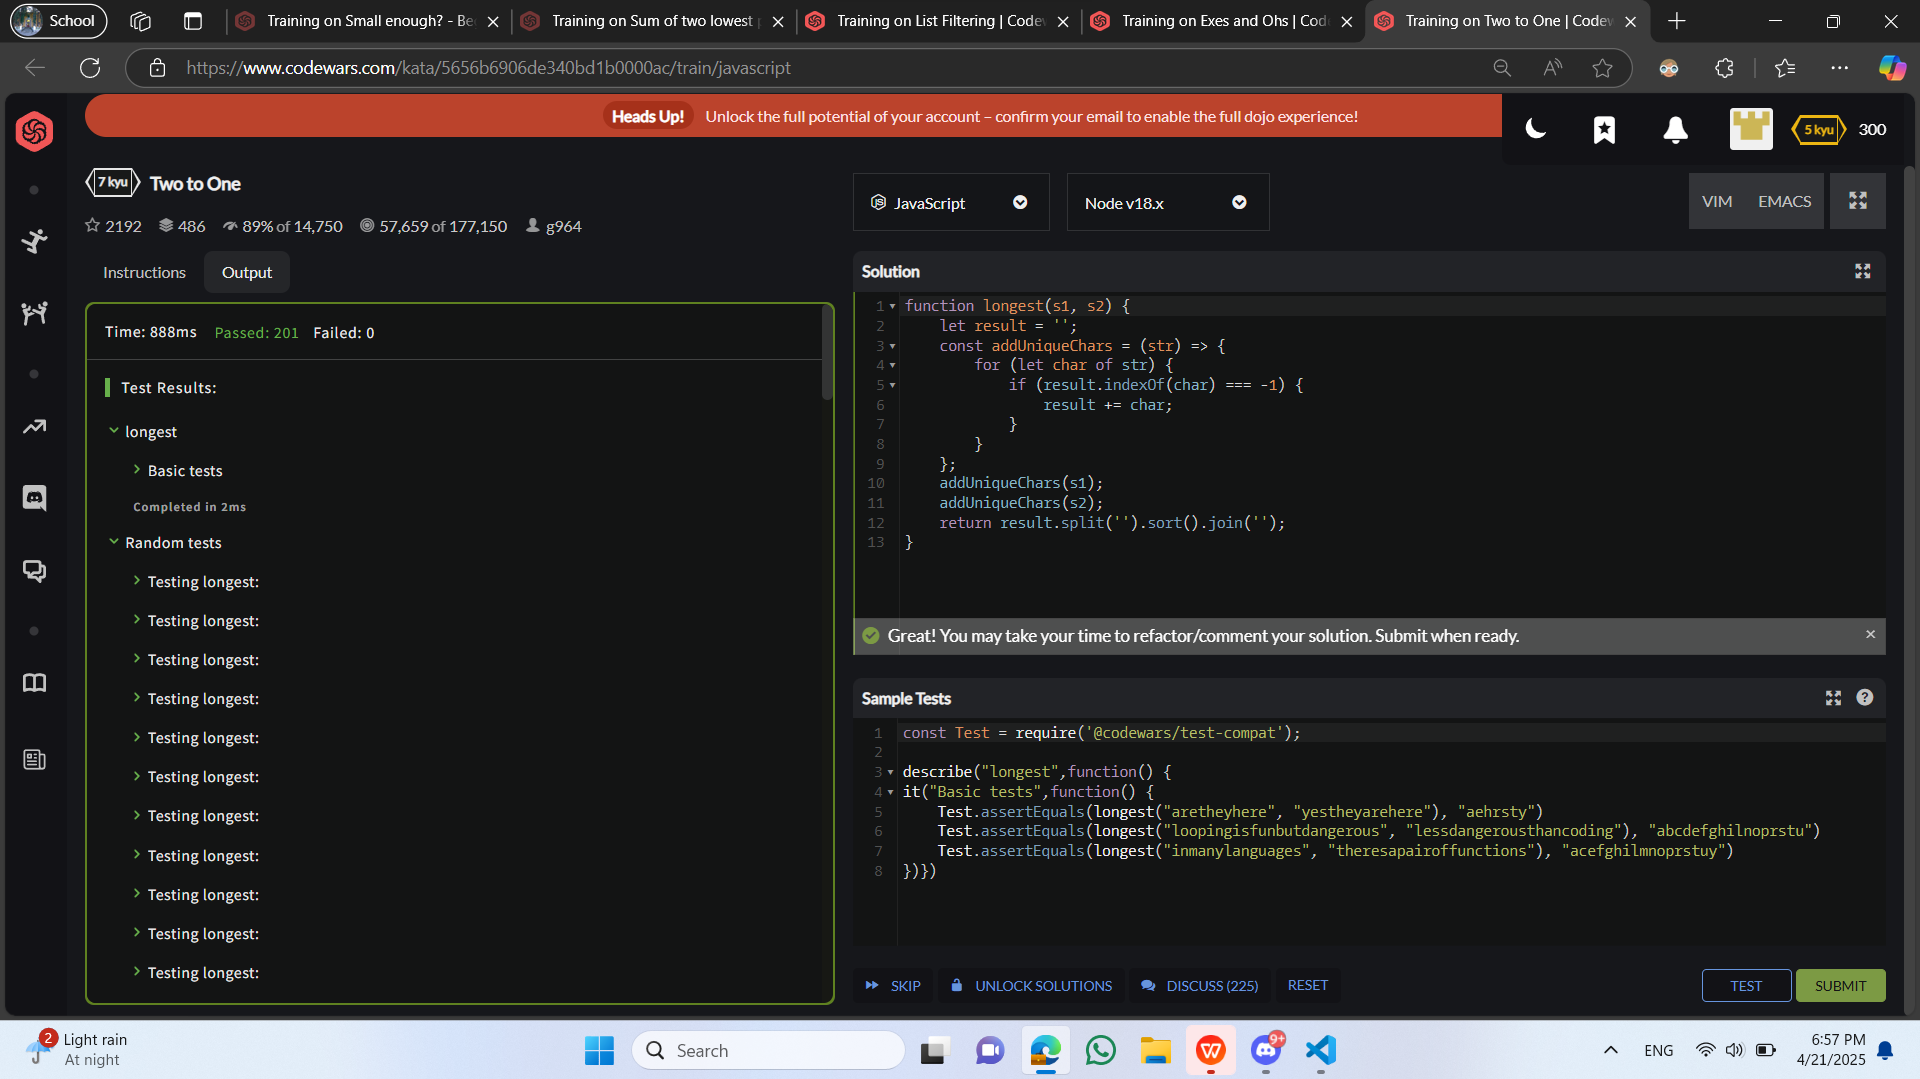 School
Training on Small enough? - Be
Training on Sum of two lowest
Training on List Filtering | Codew
Training on Exes and Ohs | Cod
Training on Two to One | Codew
https://www.codewars.com/kata/5656b6906de340bd1b0000ac/train/javascript
Heads Up! Unlock the full potential of your account – confirm your email to enable the full dojo experience!
5 kyu 300
7 kyu Two to One
2192 486 89% of 14,750 57,659 of 177,150 g964
Instructions Output
Time: 888ms Passed: 201 Failed: 0
Test Results:
longest
Basic tests
Completed in 2ms
Random tests
Testing longest:
Testing longest:
Testing longest:
Testing longest:
Testing longest:
Testing longest:
Testing longest:
Testing longest:
Testing longest:
Testing longest:
Testing longest:
JavaScript Node v18.x VIM EMACS
Solution
1 function longest(s1, s2) {
2     let result = '';
3     const addUniqueChars = (str) => {
4         for (let char of str) {
5             if (result.indexOf(char) === -1) {
6                 result += char;
7             }
8         }
9     };
10     addUniqueChars(s1);
11     addUniqueChars(s2);
12     return result.split('').sort().join('');
13 }
Great! You may take your time to refactor/comment your solution. Submit when ready.
Sample Tests
1 const Test = require('@codewars/test-compat');
2
3 describe("longest",function() {
4 it("Basic tests",function() {
5     Test.assertEquals(longest("aretheyhere", "yestheyarehere"), "aehrsty")
6     Test.assertEquals(longest("loopingisfunbutdangerous", "lessdangerousthancoding"), "abcdefghilnoprstu")
7     Test.assertEquals(longest("inmanylanguages", "theresapairoffunctions"), "acefghilmnoprstuy")
8 })})
SKIP UNLOCK SOLUTIONS DISCUSS (225) RESET TEST SUBMIT
2 Light rain
At night
Search
9+
ENG
6:57 PM
4/21/2025